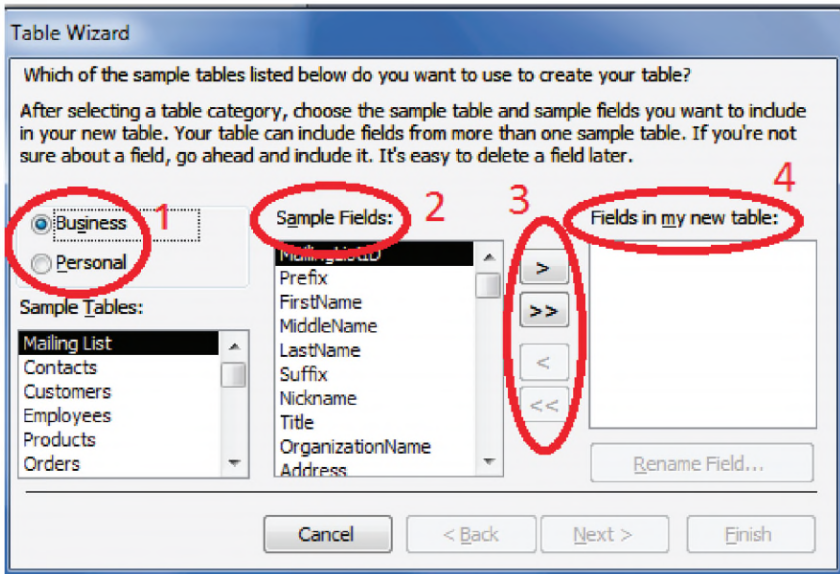 Table Wizard
Which of the sample tables listed below do you want to use to create your table?
After selecting a table category, choose the sample table and sample fields you want to include
in your new table. Your table can include fields from more than one sample table. If you're not
sure about a field, go ahead and include it. It's easy to delete a field later.
1
Business
Personal
Sample Tables:
Mailing List
Contacts
Customers
Employees
Products
Orders
2
Sample Fields:
MailingListID
Prefix
FirstName
MiddleName
LastName
Suffix
Nickname
Title
OrganizationName
Address
3
>
>>
<
<<
4
Fields in my new table:
Rename Field...
Cancel
< Back
Next >
Finish